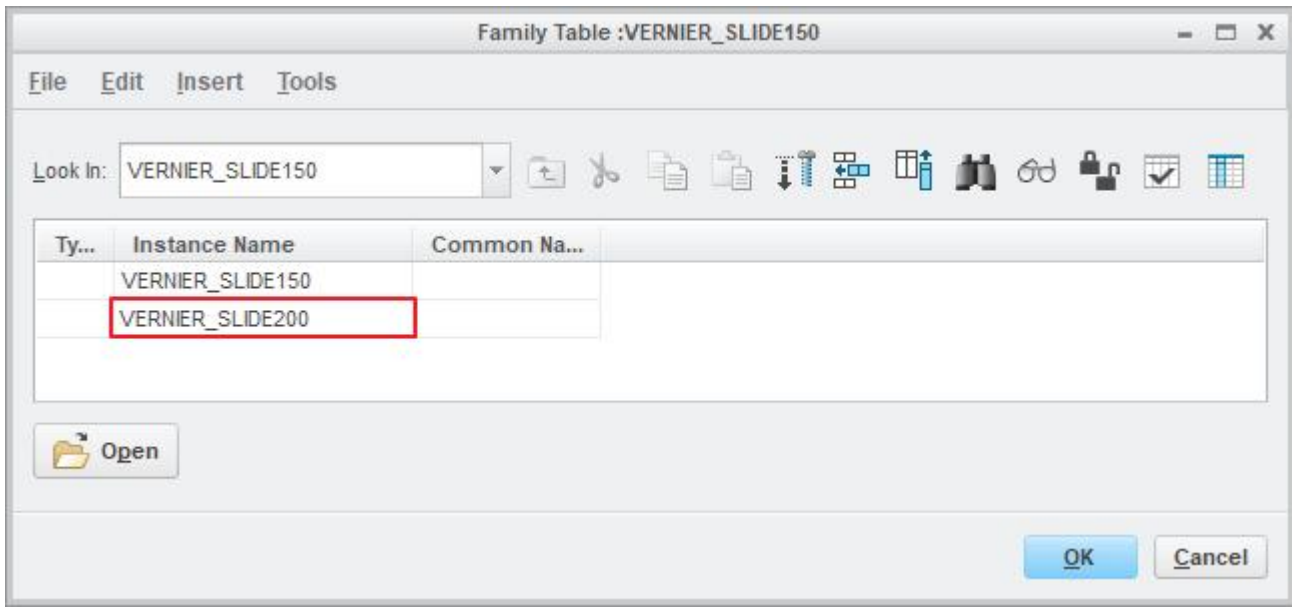 Family Table :VERNIER_SLIDE150
File Edit Insert Tools
Look In: VERNIER_SLIDE150
Ty... Instance Name Common Na...
VERNIER_SLIDE150
VERNIER_SLIDE200
Open
OK Cancel